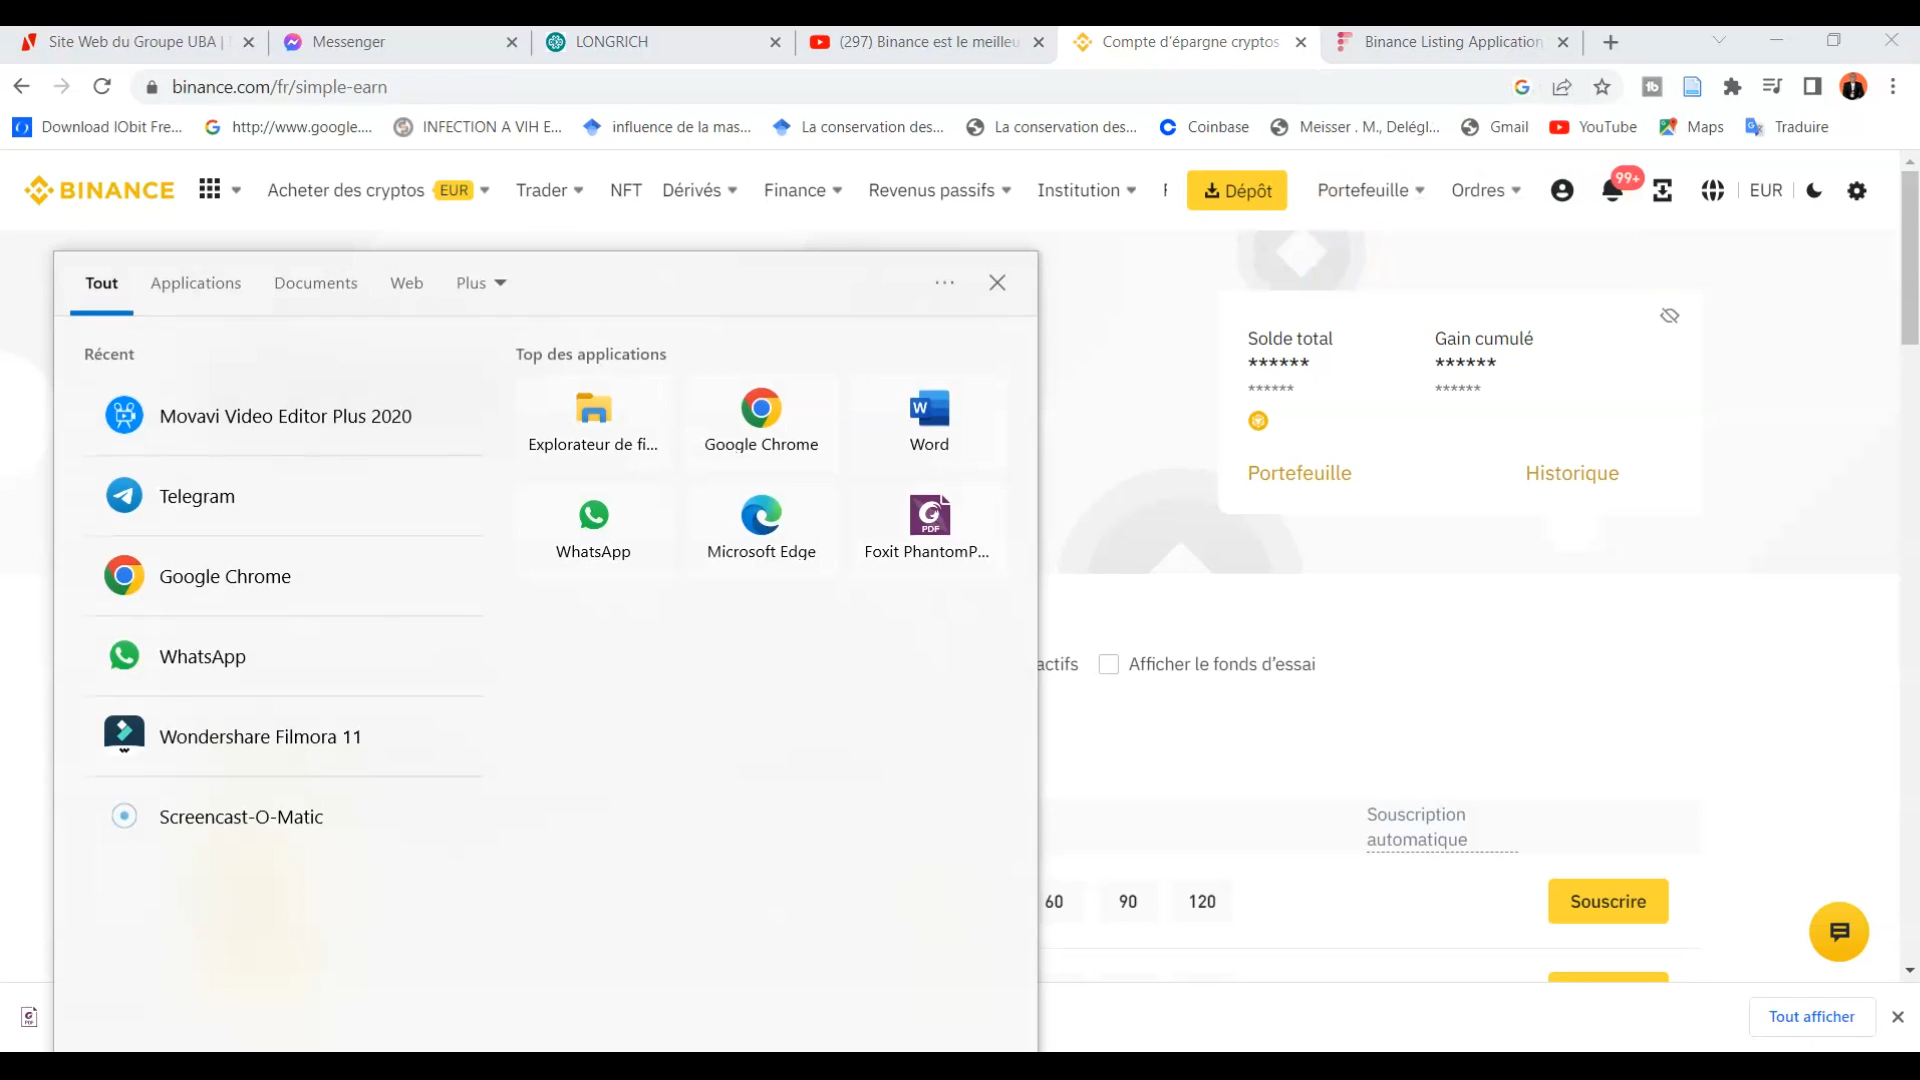 Site Web du Groupe UBA |
Messenger
LONGRICH
(297) Binance est le meilleu
Compte d'épargne cryptos
Binance Listing Application
binance.com/fr/simple-earn
Download IObit Fre...
http://www.google....
INFECTION A VIH E...
influence de la mas...
La conservation des...
La conservation des...
Coinbase
Meisser . M., Delégl...
Gmail
YouTube
Maps
Traduire
BINANCE
Acheter des cryptos EUR
Trader
NFT
Dérivés
Finance
Revenus passifs
Institution
Dépôt
Portefeuille
Ordres
99+
EUR
Tout
Applications
Documents
Web
Plus
Récent
Movavi Video Editor Plus 2020
Telegram
Google Chrome
WhatsApp
Wondershare Filmora 11
Screencast-O-Matic
Top des applications
Explorateur de fi...
Google Chrome
Word
WhatsApp
Microsoft Edge
Foxit PhantomP...
Solde total
******
******
Gain cumulé
******
******
Portefeuille
Historique
actifs
Afficher le fonds d'essai
Souscription
automatique
60
90
120
Souscrire
Tout afficher